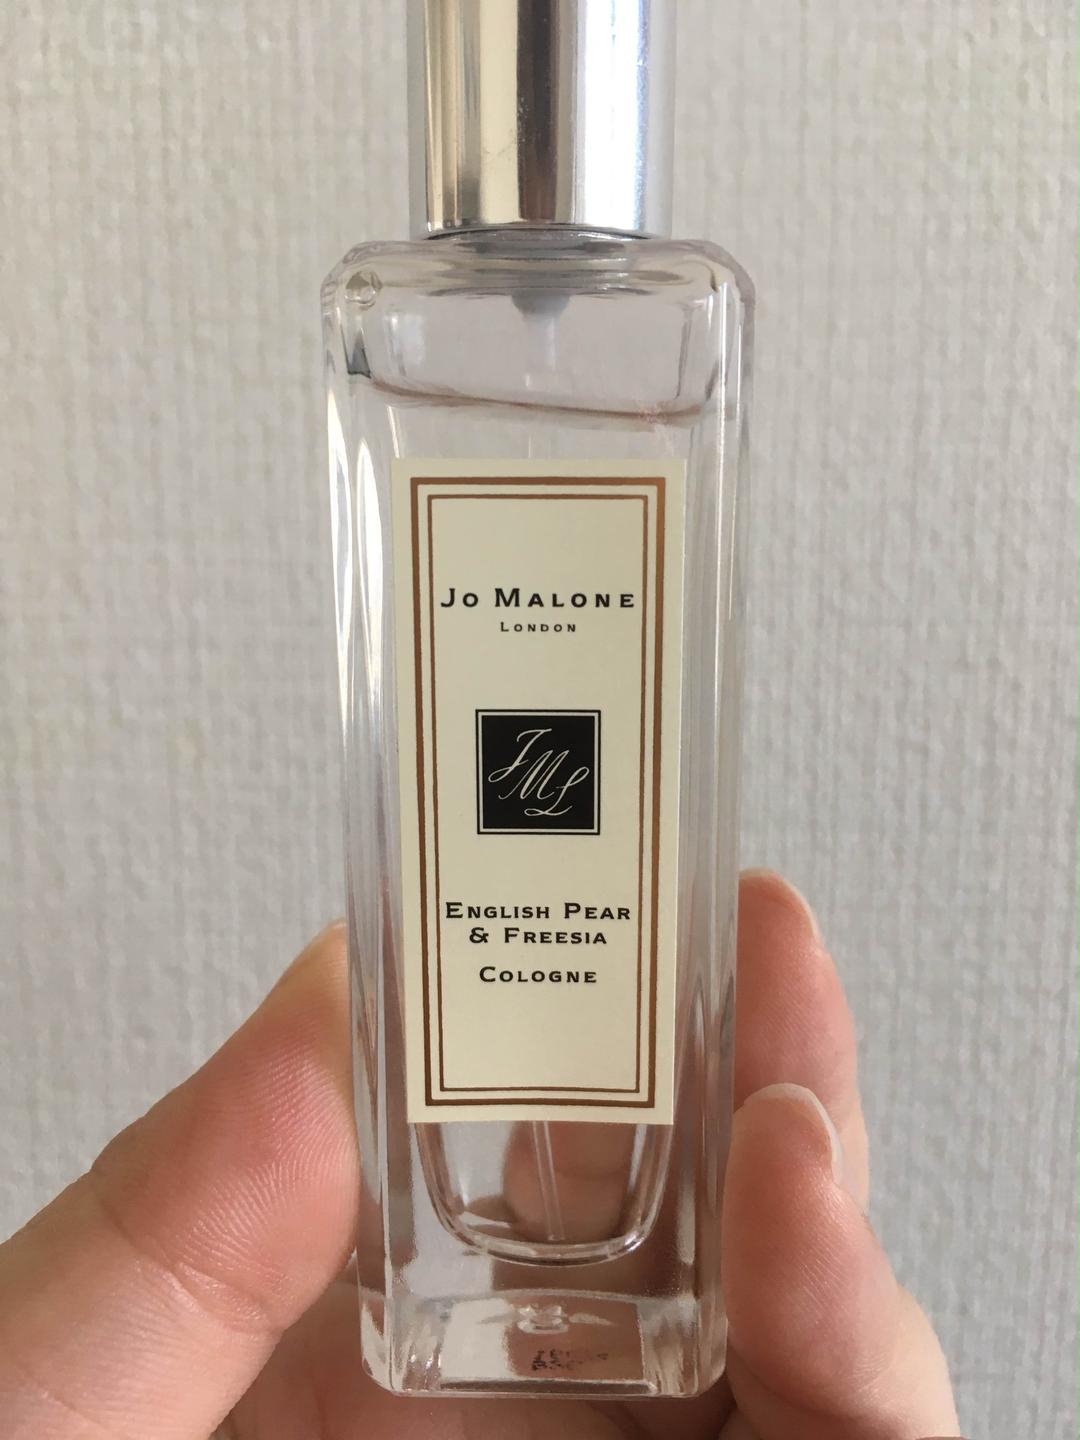 Jo Malone
London
JML
English Pear
& Freesia
Cologne